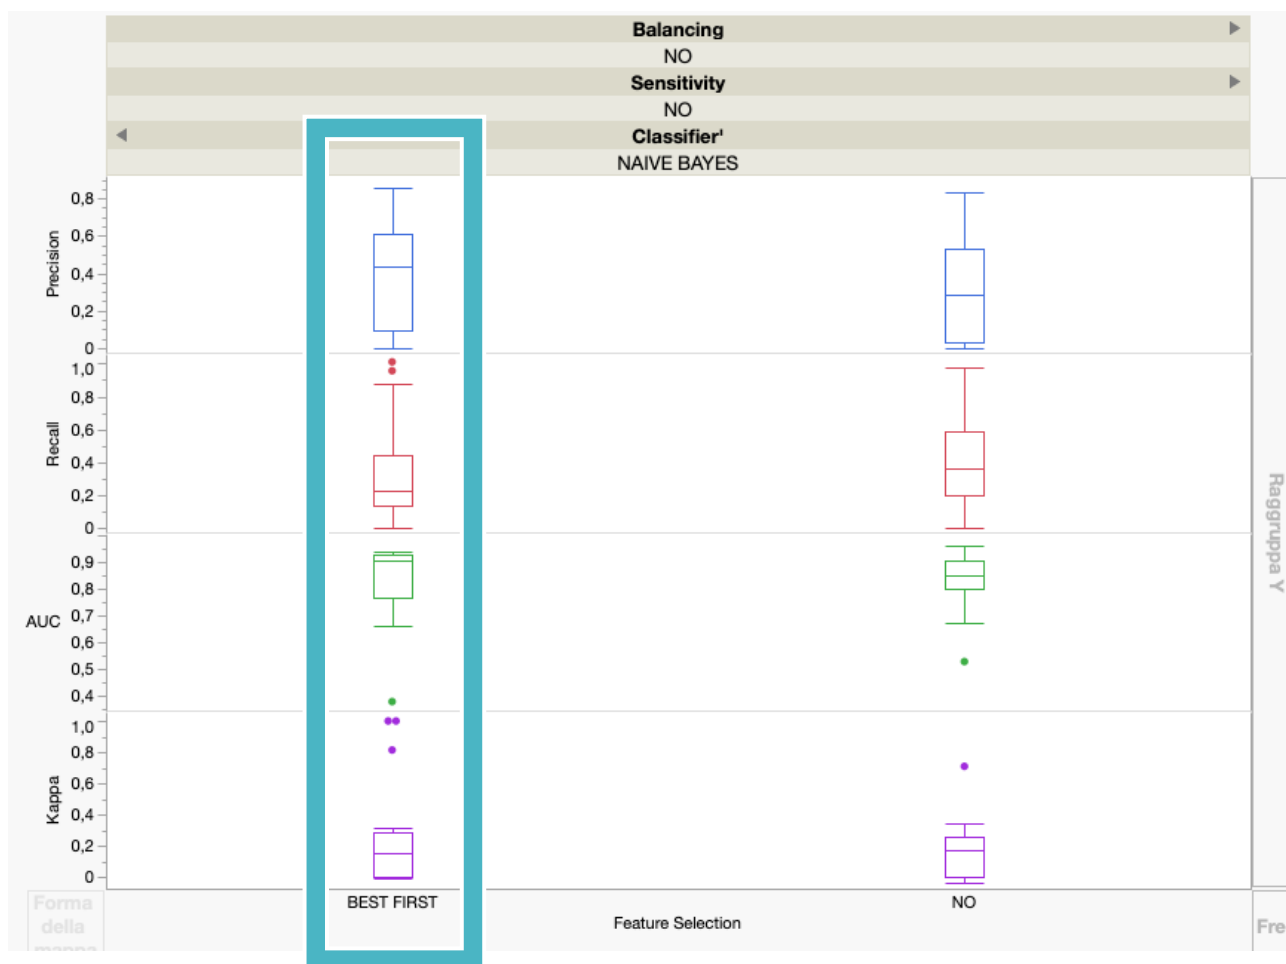 Balancing
NO
Sensitivity
NO
Classifier'
NAIVE BAYES
Precision
0,8
0,6
0,4
0,2
0
Recall
1,0
0,8
0,6
0,4
0,2
0
AUC
0,9
0,8
0,7
0,6
0,5
0,4
Kappa
1,0
0,8
0,6
0,4
0,2
0
Raggruppa Y
BEST FIRST
NO
Feature Selection
Forma
della
mappa
Fre